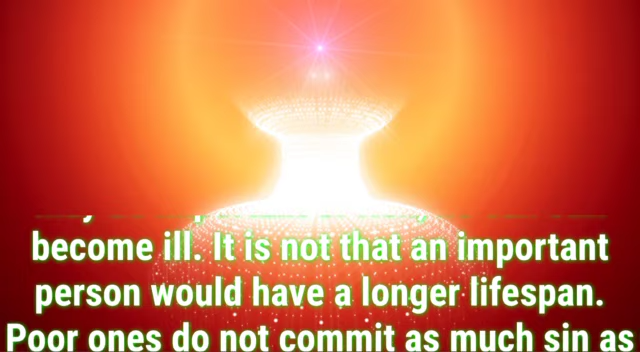 become ill. It is not that an important
person would have a longer lifespan.
Poor ones do not commit as much sin as